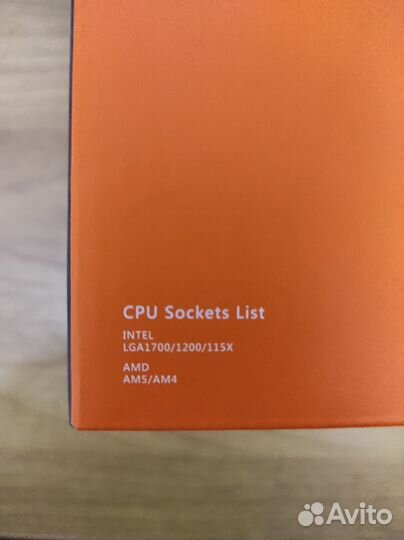 CPU Sockets List
INTEL
LGA1700/1200/115X
AMD
AM5/AM4
Avito